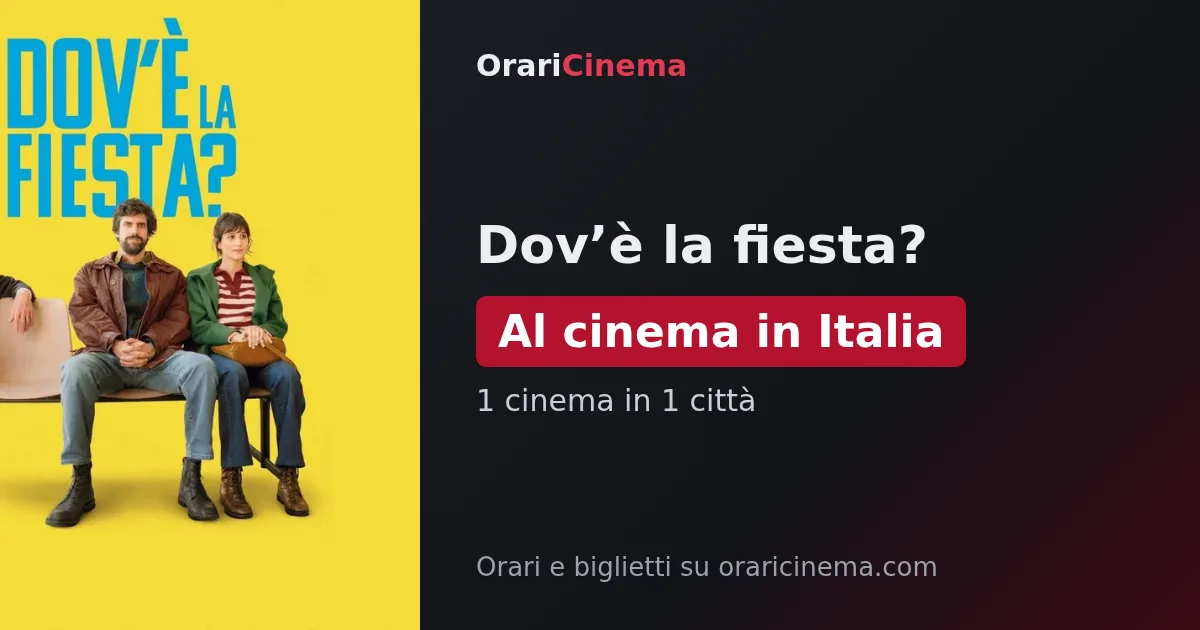 DOV'È LA
FIESTA?
OrariCinema
Dov’è la fiesta?
Al cinema in Italia
1 cinema in 1 città
Orari e biglietti su oraricinema.com